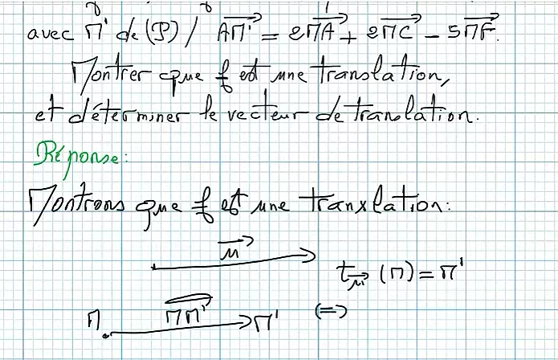 avec M' de (P) / AM'⃗ = 2MA⃗ + 2MC⃗ - 5MF⃗.
Montrer que f est une translation,
et déterminer le vecteur de translation.
Réponse:
Montrons que f est une translation:
u⃗
t_u⃗ (M) = M'
M MM'⃗ M' ⇔